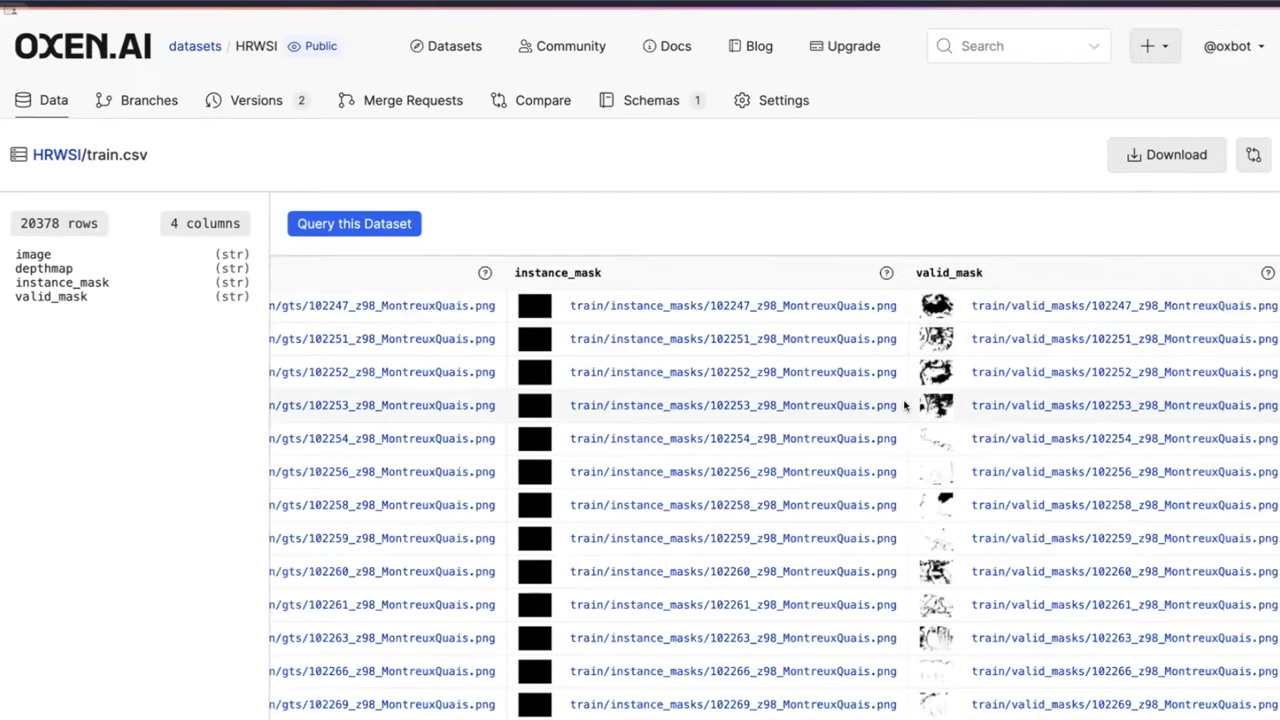 OXEN.AI datasets / HRWSI Public Datasets Community Docs Blog Upgrade Search @oxbot
Data Branches Versions 2 Merge Requests Compare Schemas 1 Settings
HRWSI/train.csv Download
20378 rows 4 columns Query this Dataset
image (str)
depthmap (str)
instance_mask (str)
valid_mask (str)
instance_mask valid_mask
n/gts/102247_z98_MontreuxQuais.png train/instance_masks/102247_z98_MontreuxQuais.png train/valid_masks/102247_z98_MontreuxQuais.png
n/gts/102251_z98_MontreuxQuais.png train/instance_masks/102251_z98_MontreuxQuais.png train/valid_masks/102251_z98_MontreuxQuais.png
n/gts/102252_z98_MontreuxQuais.png train/instance_masks/102252_z98_MontreuxQuais.png train/valid_masks/102252_z98_MontreuxQuais.png
n/gts/102253_z98_MontreuxQuais.png train/instance_masks/102253_z98_MontreuxQuais.png train/valid_masks/102253_z98_MontreuxQuais.png
n/gts/102254_z98_MontreuxQuais.png train/instance_masks/102254_z98_MontreuxQuais.png train/valid_masks/102254_z98_MontreuxQuais.png
n/gts/102256_z98_MontreuxQuais.png train/instance_masks/102256_z98_MontreuxQuais.png train/valid_masks/102256_z98_MontreuxQuais.png
n/gts/102258_z98_MontreuxQuais.png train/instance_masks/102258_z98_MontreuxQuais.png train/valid_masks/102258_z98_MontreuxQuais.png
n/gts/102259_z98_MontreuxQuais.png train/instance_masks/102259_z98_MontreuxQuais.png train/valid_masks/102259_z98_MontreuxQuais.png
n/gts/102260_z98_MontreuxQuais.png train/instance_masks/102260_z98_MontreuxQuais.png train/valid_masks/102260_z98_MontreuxQuais.png
n/gts/102261_z98_MontreuxQuais.png train/instance_masks/102261_z98_MontreuxQuais.png train/valid_masks/102261_z98_MontreuxQuais.png
n/gts/102263_z98_MontreuxQuais.png train/instance_masks/102263_z98_MontreuxQuais.png train/valid_masks/102263_z98_MontreuxQuais.png
n/gts/102266_z98_MontreuxQuais.png train/instance_masks/102266_z98_MontreuxQuais.png train/valid_masks/102266_z98_MontreuxQuais.png
n/gts/102269_z98_MontreuxQuais.png train/instance_masks/102269_z98_MontreuxQuais.png train/valid_masks/102269_z98_MontreuxQuais.png